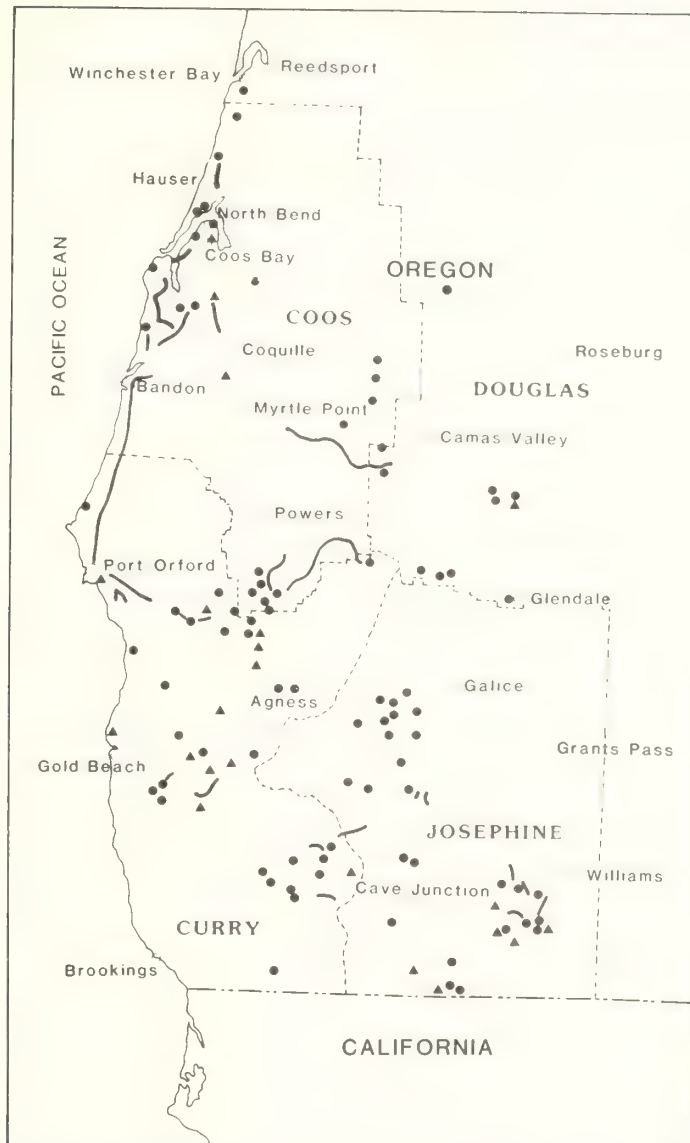 Winchester Bay
Reedsport
Hauser
North Bend
Coos Bay
PACIFIC OCEAN
OREGON
COOS
Roseburg
Coquille
Bandon
DOUGLAS
Myrtle Point
Camas Valley
Powers
Port Orford
Glendale
Galice
Agness
Grants Pass
Gold Beach
JOSEPHINE
Williams
Cave Junction
CURRY
Brookings
CALIFORNIA